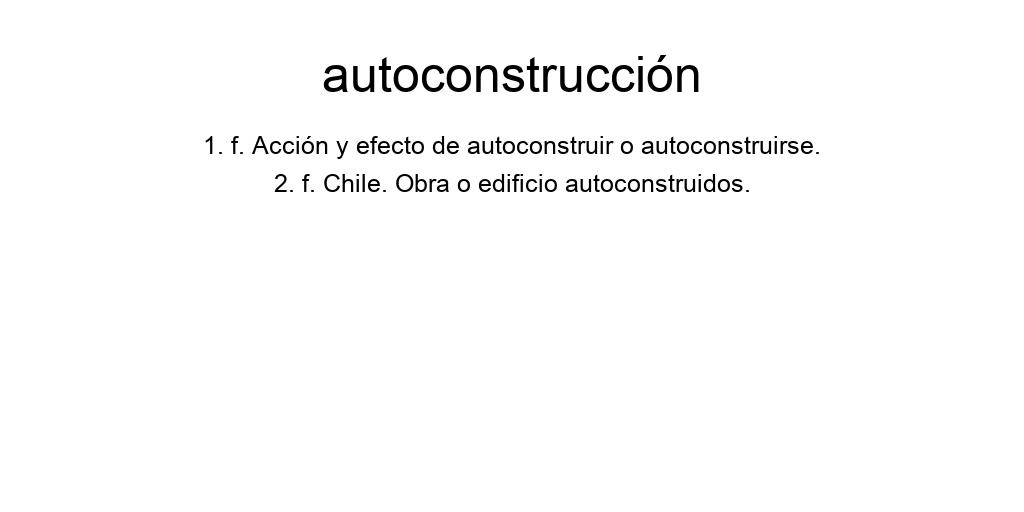 autoconstrucción
1. f. Acción y efecto de autoconstruir o autoconstruirse.
2. f. Chile. Obra o edificio autoconstruidos.